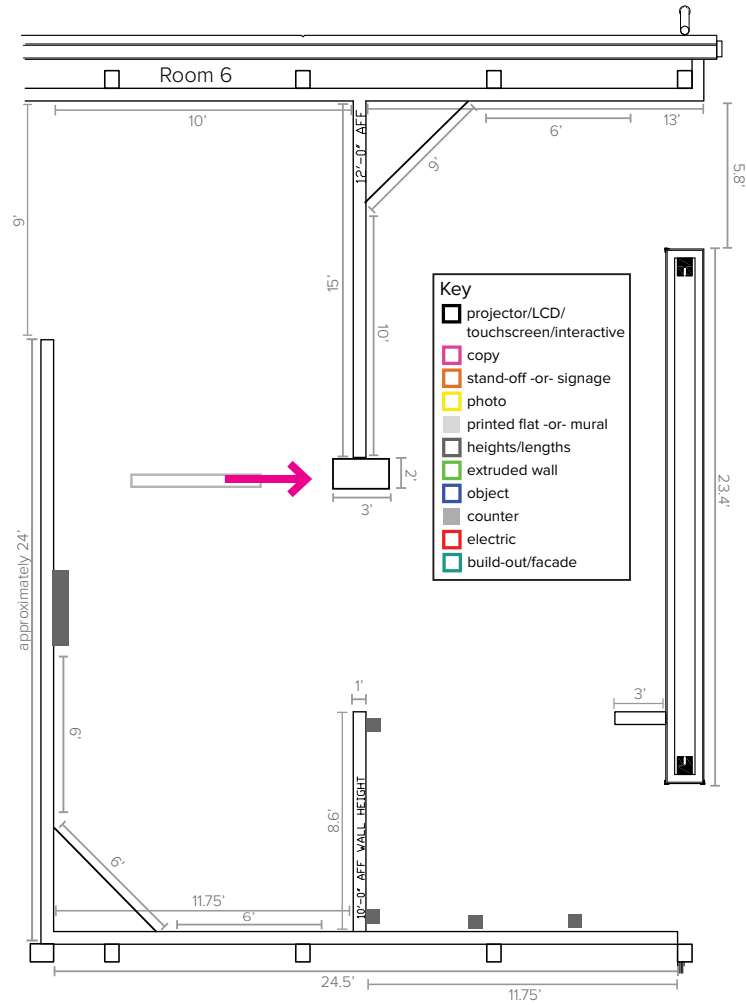 Room 6
10'
12'-0" AFF
6'
13'
9'
5.8'
9'
15'
10'
Key
projector/LCD/
touchscreen/interactive
copy
stand-off -or- signage
photo
printed flat -or- mural
heights/lengths
extruded wall
object
counter
electric
build-out/facade
2'
3'
23.4'
approximately 24'
6'
1'
3'
8.6'
10'-0" AFF WALL HEIGHT
6'
11.75'
6'
24.5'
11.75'